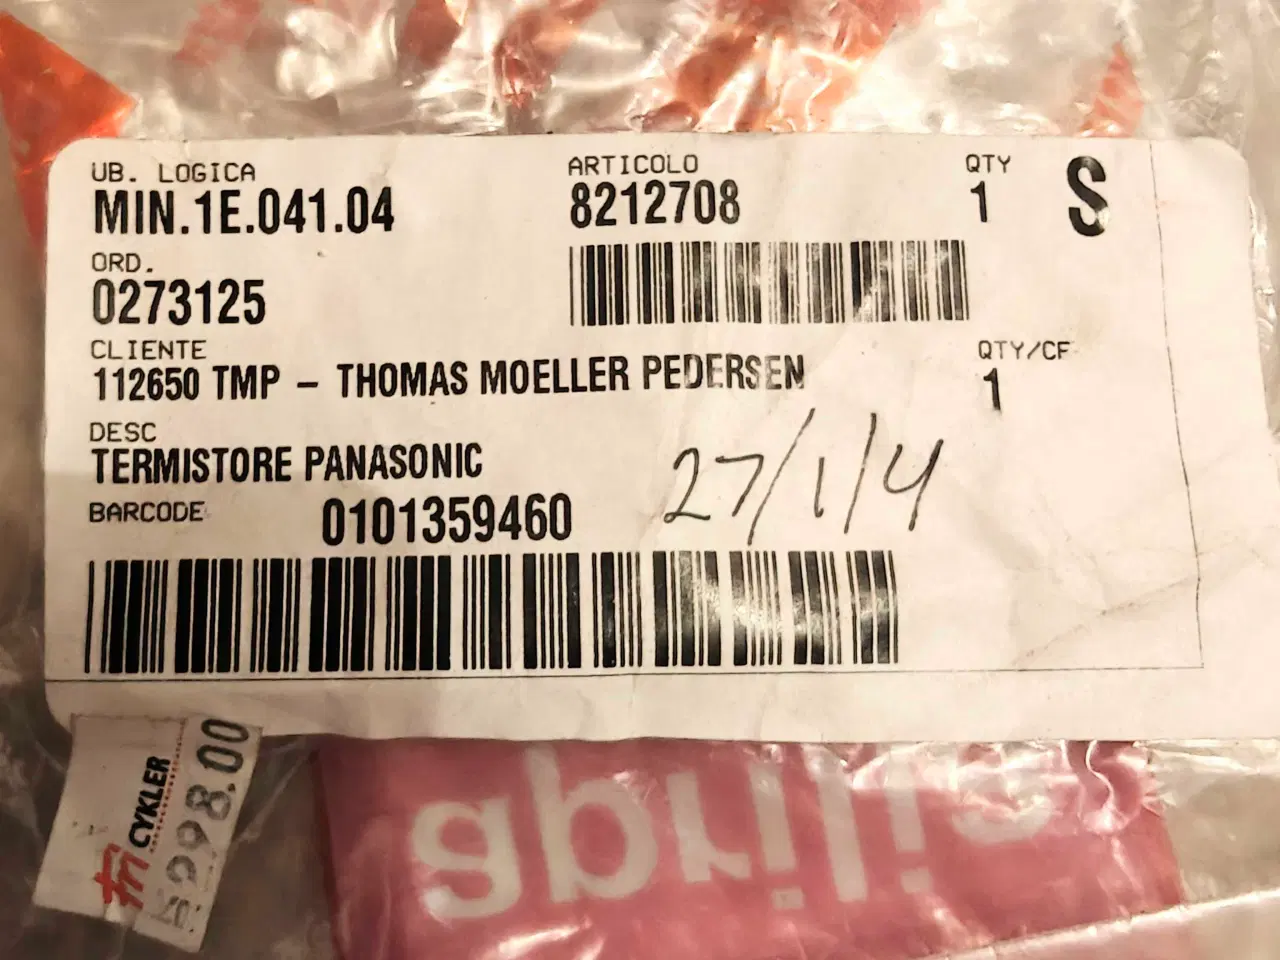 UB. LOGICA
MIN.1E.041.04
ARTICOLO
8212708
QTY
1
S
ORD.
0273125
CLIENTE
112650 TMP – THOMAS MOELLER PEDERSEN
QTY/CF
1
DESC
TERMISTORE PANASONIC
27/1/4
BARCODE
0101359460
CYKLER
998.00